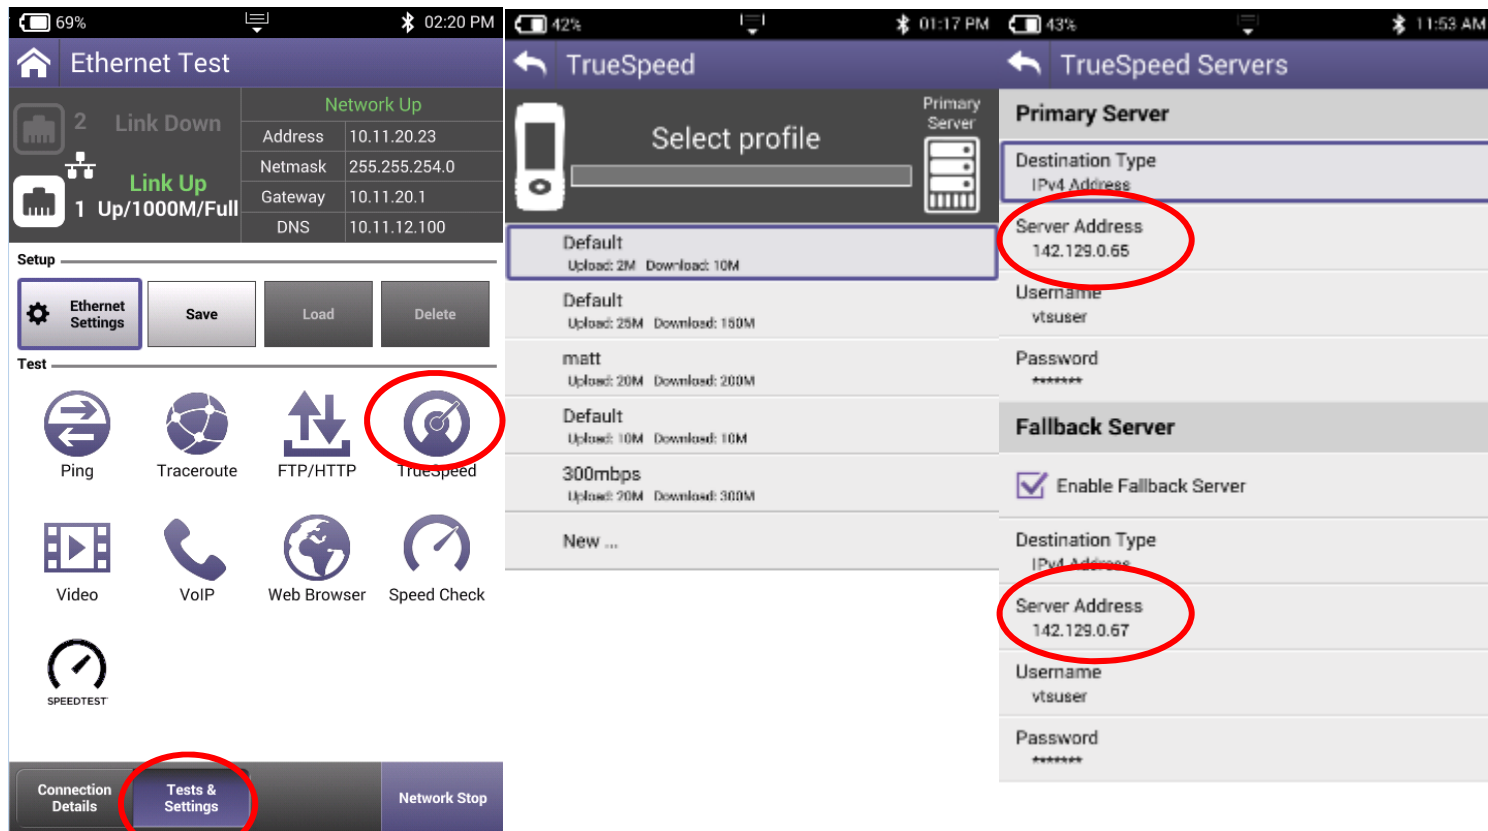 69%
02:20 PM
Ethernet Test
2 Link Down
Link Up
1 Up/1000M/Full
Network Up
Address 10.11.20.23
Netmask 255.255.254.0
Gateway 10.11.20.1
DNS 10.11.12.100
Setup
Ethernet
Settings
Save
Load
Delete
Test
Ping
Traceroute
FTP/HTTP
TrueSpeed
Video
VoIP
Web Browser
Speed Check
SPEEDTEST
Connection
Details
Tests &
Settings
Network Stop
42%
01:17 PM
TrueSpeed
Select profile
Primary
Server
Default
Upload: 2M Download: 10M
Default
Upload: 25M Download: 150M
matt
Upload: 20M Download: 200M
Default
Upload: 10M Download: 10M
300mbps
Upload: 20M Download: 300M
New ...
43%
11:53 AM
TrueSpeed Servers
Primary Server
Destination Type
IPv4 Address
Server Address
142.129.0.65
Username
vtsuser
Password
*******
Fallback Server
Enable Fallback Server
Destination Type
IPv4 Address
Server Address
142.129.0.67
Username
vtsuser
Password
*******